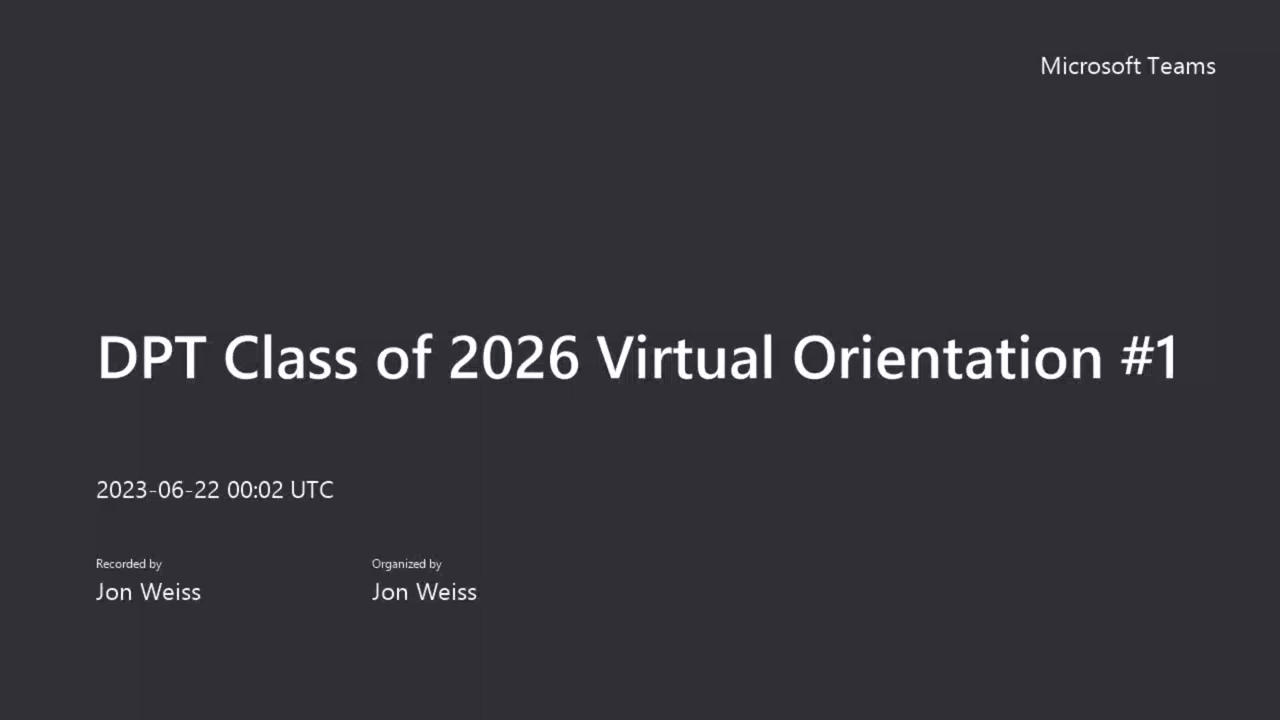 Microsoft Teams
DPT Class of 2026 Virtual Orientation #1
2023-06-22 00:02 UTC
Recorded by
Jon Weiss
Organized by
Jon Weiss